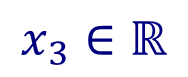 x₃ ∈ ℝ